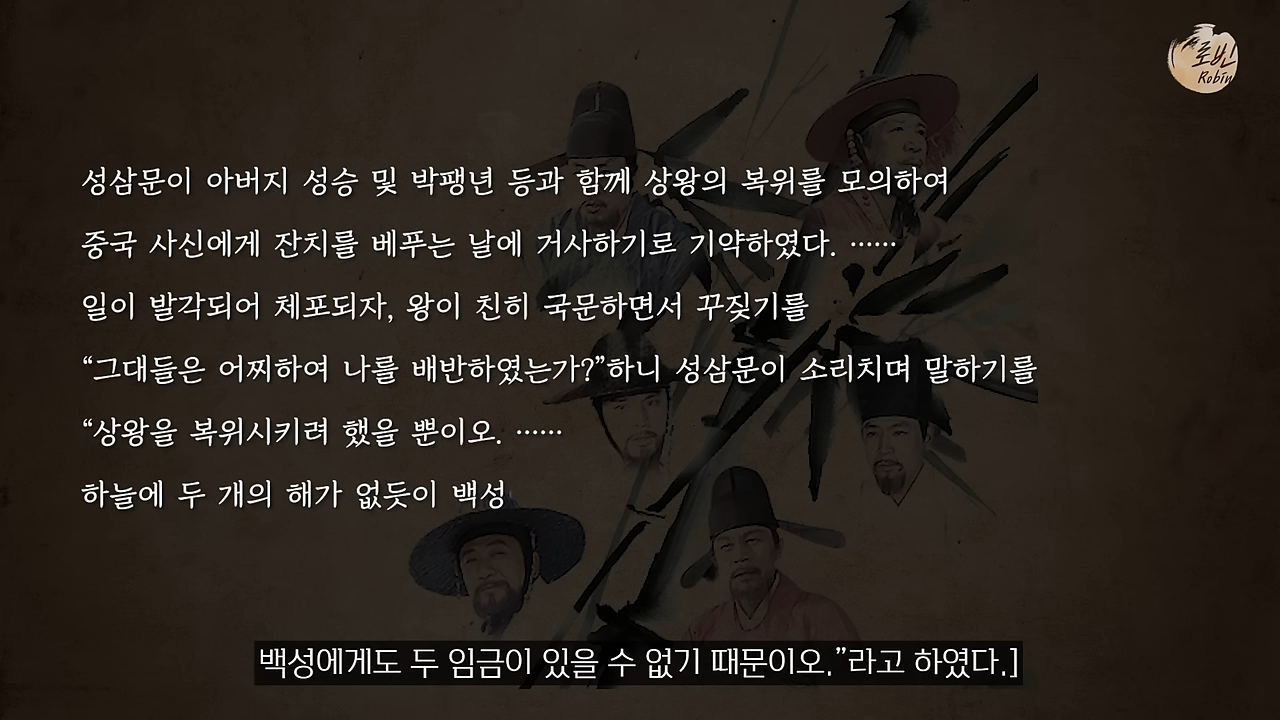 로빈
Robin
성삼문이 아버지 성승 및 박팽년 등과 함께 상왕의 복위를 모의하여
중국 사신에게 잔치를 베푸는 날에 거사하기로 기약하였다. ······
일이 발각되어 체포되자, 왕이 친히 국문하면서 꾸짖기를
“그대들은 어찌하여 나를 배반하였는가?”하니 성삼문이 소리치며 말하기를
“상왕을 복위시키려 했을 뿐이오. ······
하늘에 두 개의 해가 없듯이 백성
백성에게도 두 임금이 있을 수 없기 때문이오.”라고 하였다.]